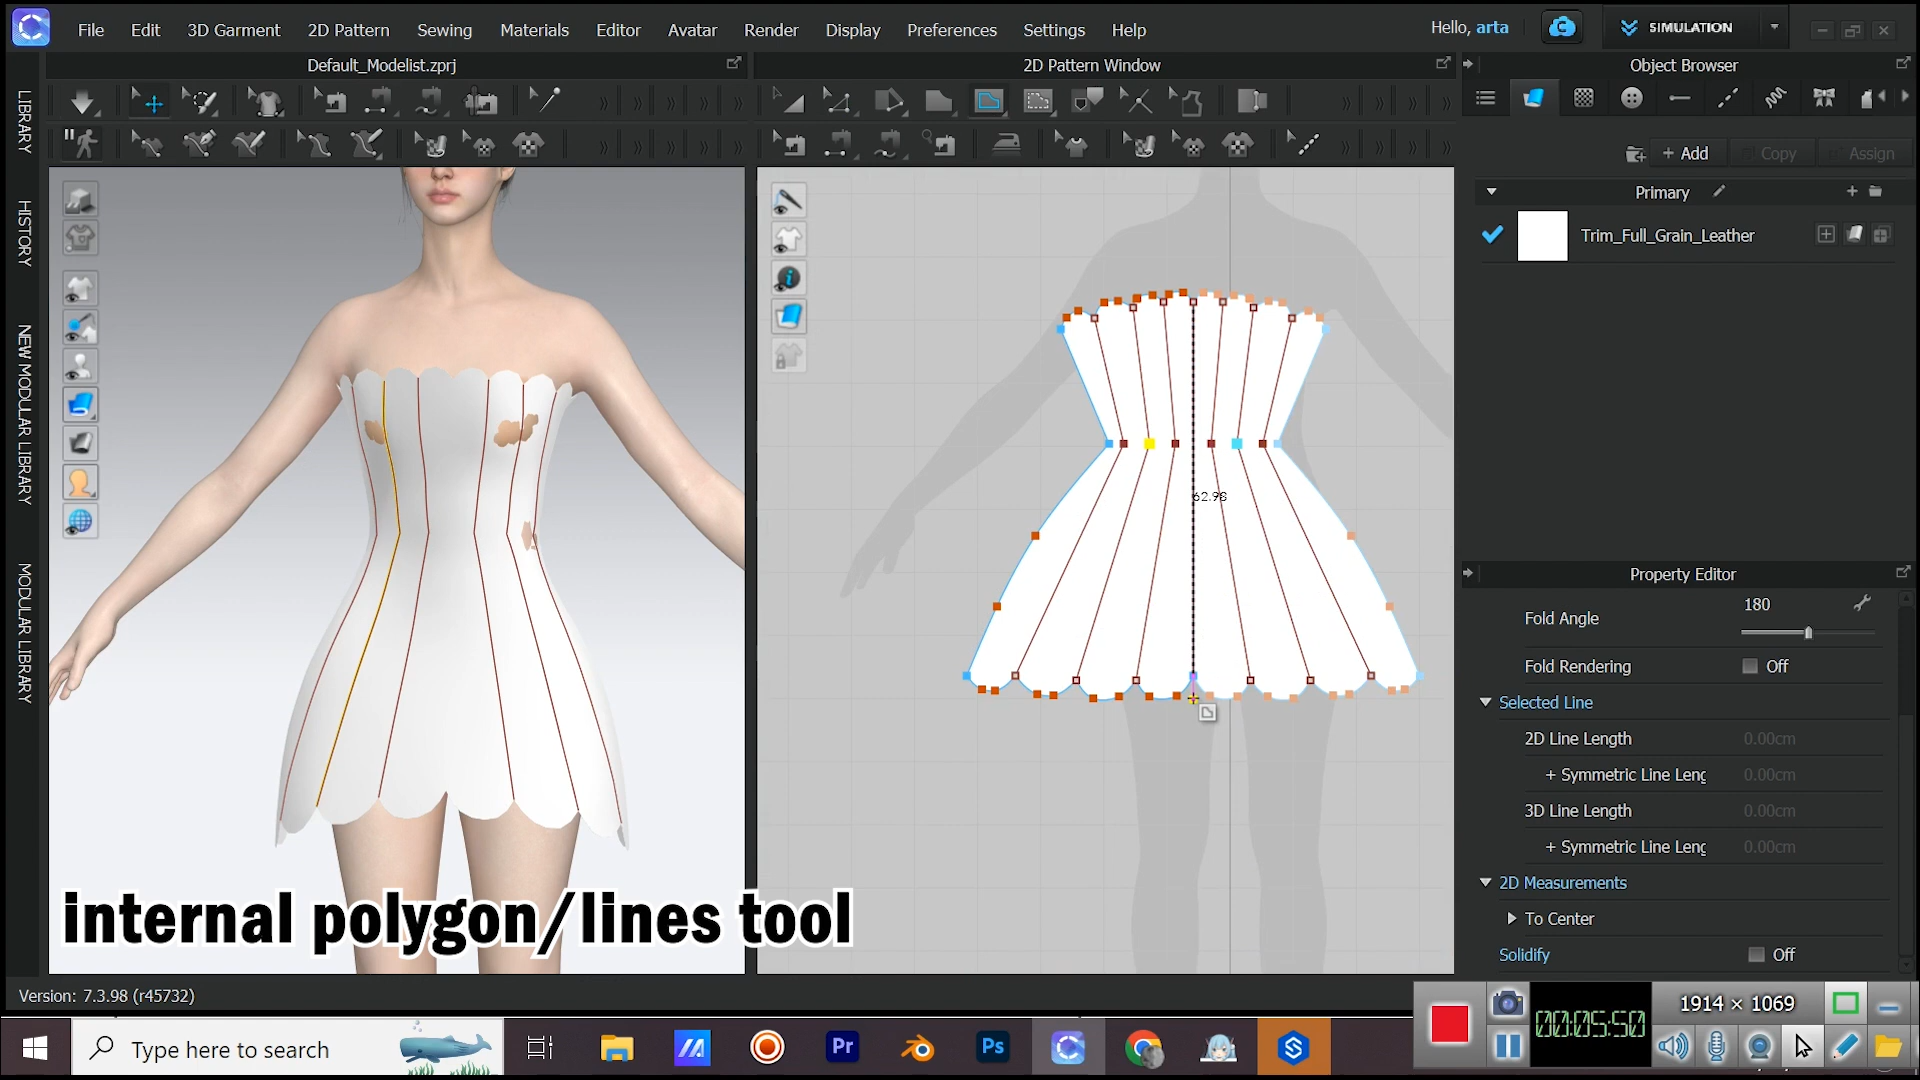 File Edit 3D Garment 2D Pattern Sewing Materials Editor Avatar Render Display Preferences Settings Help
Hello, arta
SIMULATION
Default_Modelist.zprj
2D Pattern Window
Object Browser
LIBRARY
HISTORY
NEW MODULAR LIBRARY
MODULAR LIBRARY
+ Add Copy Assign
Primary
Trim_Full_Grain_Leather
62.98
Property Editor
Fold Angle 180
Fold Rendering Off
Selected Line
2D Line Length 0.00cm
+ Symmetric Line Leng 0.00cm
3D Line Length 0.00cm
+ Symmetric Line Leng 0.00cm
2D Measurements
To Center
Solidify Off
internal polygon/lines tool
Version: 7.3.98 (r45732)
1914 × 1069
00:05:50
Type here to search
Pr
Ps